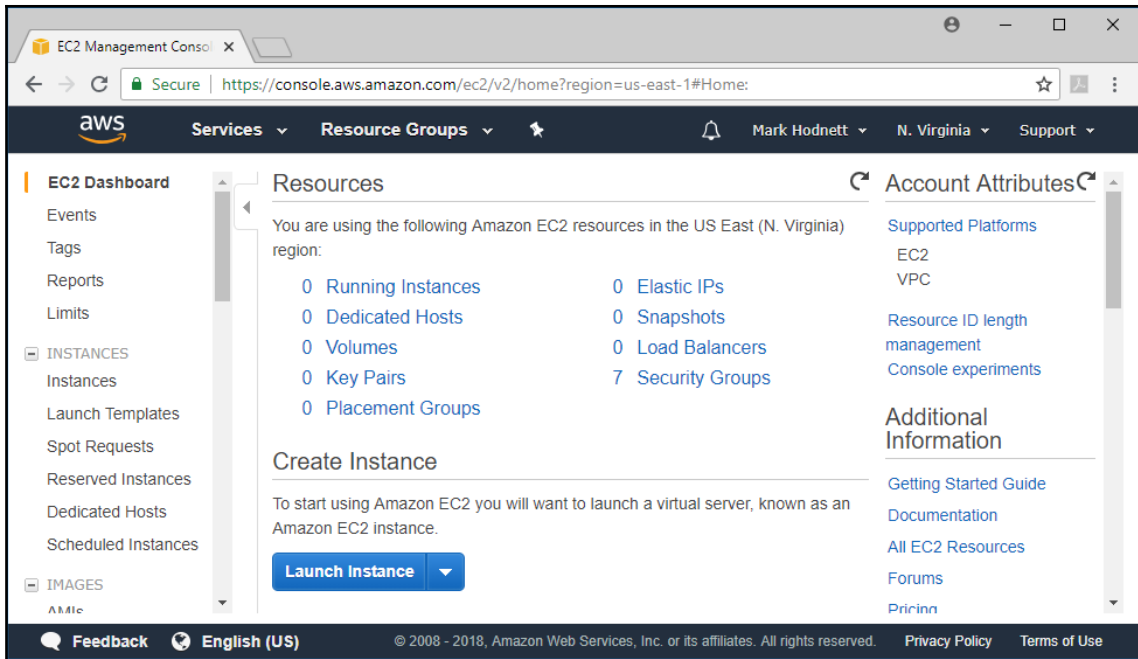 EC2 Management Consol
Secure | https://console.aws.amazon.com/ec2/v2/home?region=us-east-1#Home:
aws Services Resource Groups Mark Hodnett N. Virginia Support
EC2 Dashboard
Events
Tags
Reports
Limits
INSTANCES
Instances
Launch Templates
Spot Requests
Reserved Instances
Dedicated Hosts
Scheduled Instances
IMAGES
AMIs
Resources
You are using the following Amazon EC2 resources in the US East (N. Virginia)
region:
0 Running Instances 0 Elastic IPs
0 Dedicated Hosts 0 Snapshots
0 Volumes 0 Load Balancers
0 Key Pairs 7 Security Groups
0 Placement Groups
Create Instance
To start using Amazon EC2 you will want to launch a virtual server, known as an
Amazon EC2 instance.
Launch Instance
Account Attributes
Supported Platforms
EC2
VPC
Resource ID length
management
Console experiments
Additional
Information
Getting Started Guide
Documentation
All EC2 Resources
Forums
Pricing
Feedback English (US) © 2008 - 2018, Amazon Web Services, Inc. or its affiliates. All rights reserved. Privacy Policy Terms of Use